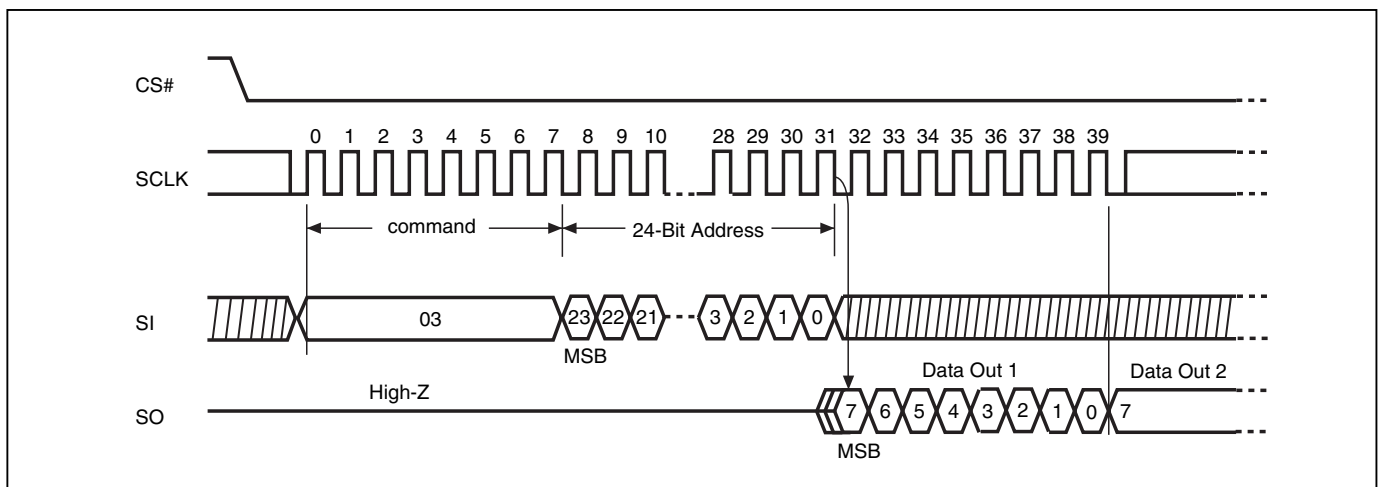 CS#
0 1 2 3 4 5 6 7 8 9 10 28 29 30 31 32 33 34 35 36 37 38 39
SCLK
command 24-Bit Address
SI 03 23 22 21 3 2 1 0
MSB
Data Out 1 Data Out 2
High-Z
SO 7 6 5 4 3 2 1 0 7
MSB